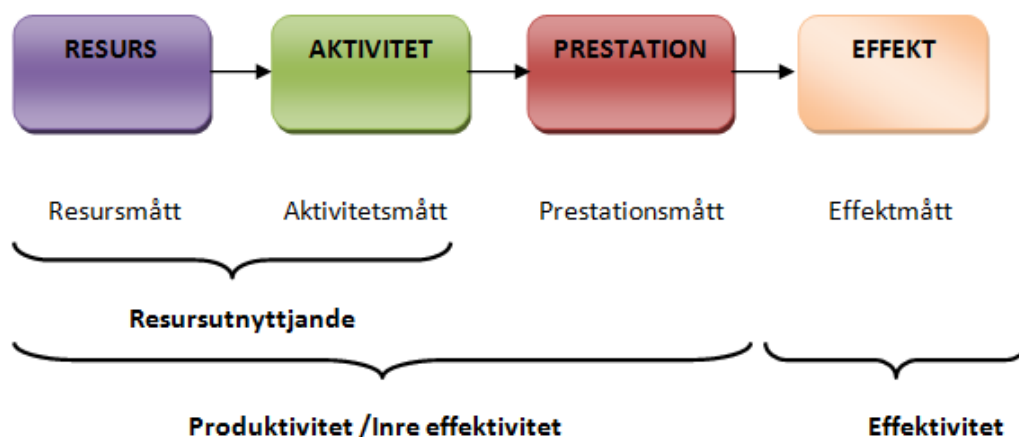 RESURS AKTIVITET PRESTATION EFFEKT
Resursmått Aktivitetsmått Prestationsmått Effektmått
Resursutnyttjande
Produktivitet /Inre effektivitet Effektivitet